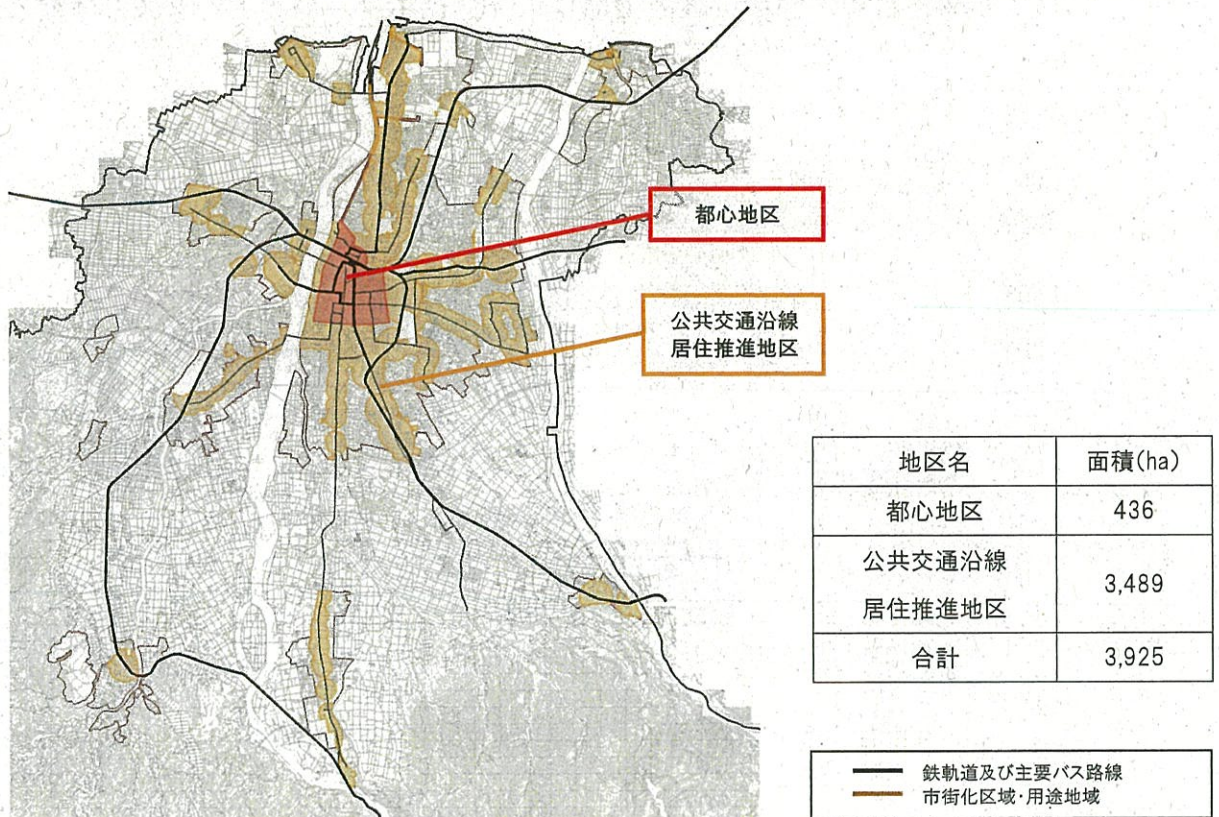 都心地区
公共交通沿線
居住推進地区
地区名 面積(ha)
都心地区 436
公共交通沿線
居住推進地区
3,489
合計 3,925
鉄軌道及び主要バス路線
市街化区域・用途地域